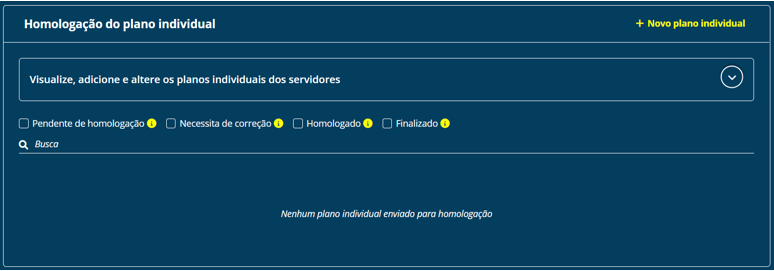 Homologação do plano individual
+ Novo plano individual
Visualize, adicione e altere os planos individuais dos servidores
Pendente de homologação Necessita de correção Homologado Finalizado
Busca
Nenhum plano individual enviado para homologação